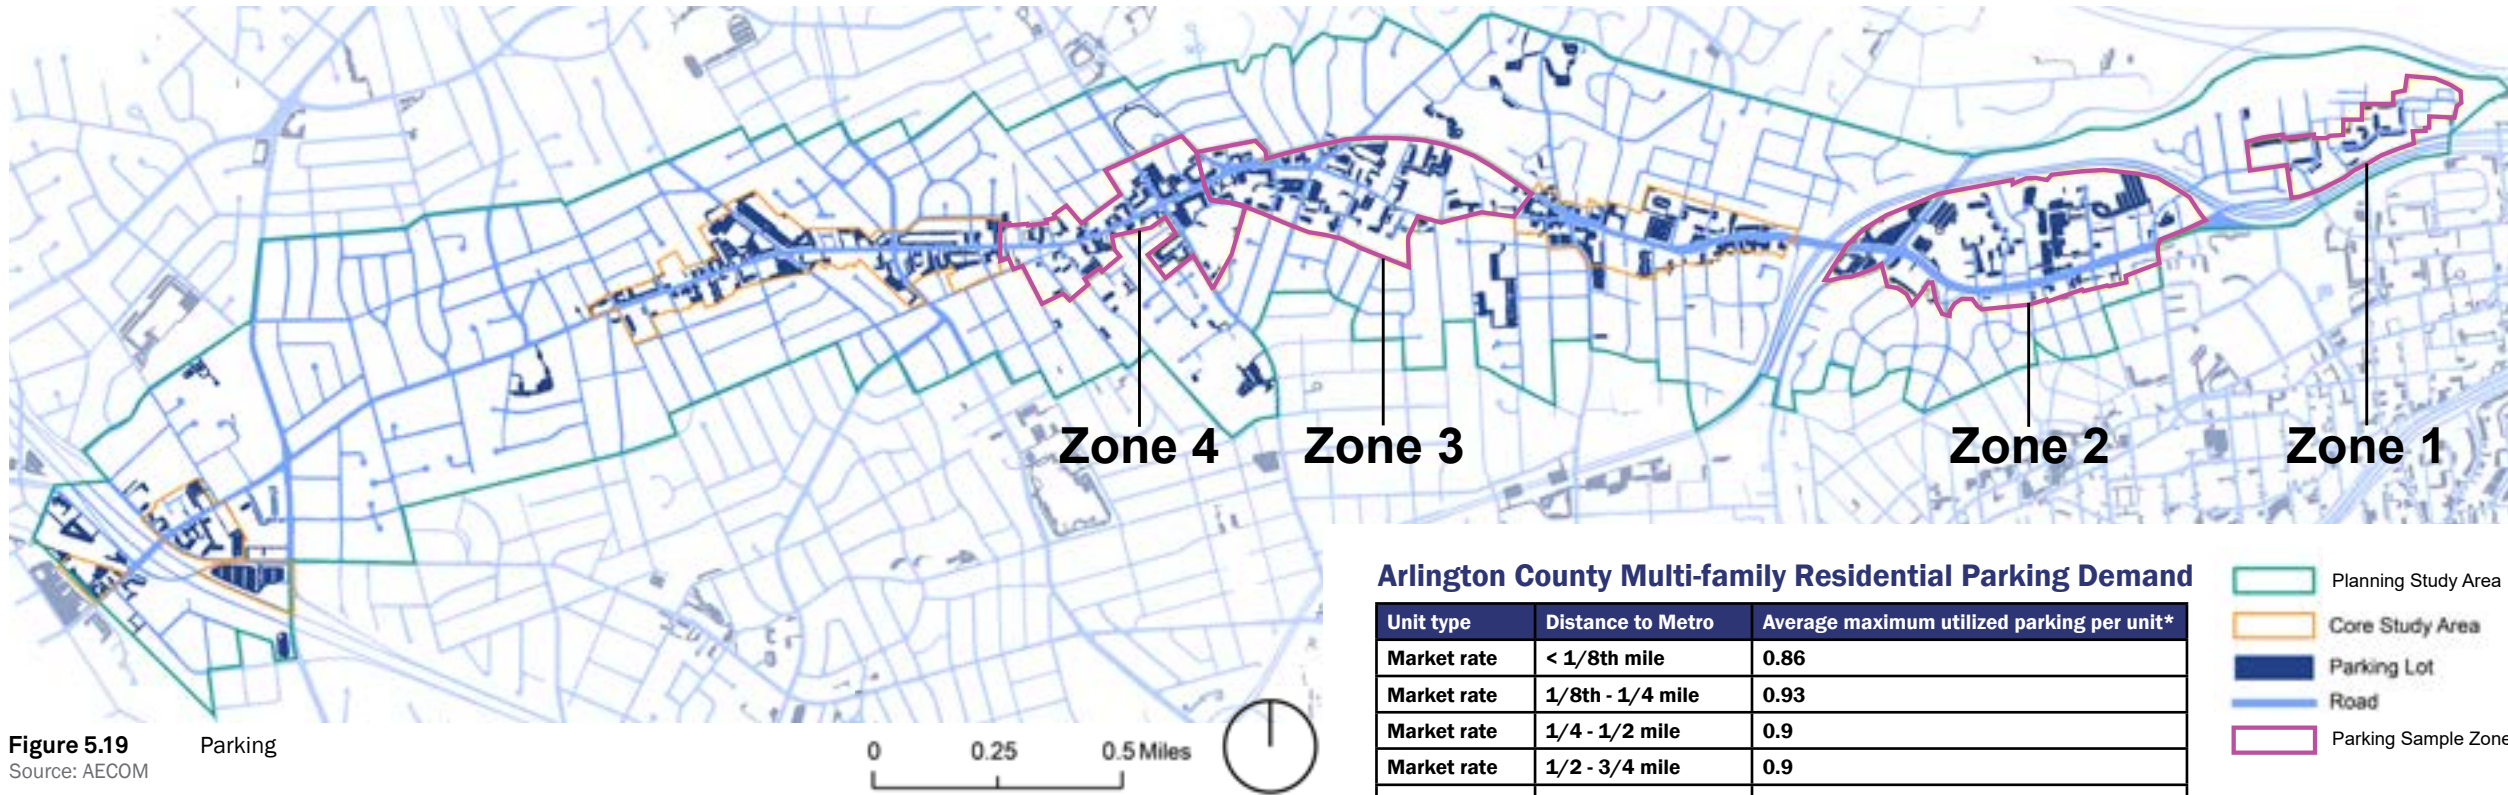 Zone 4
Zone 3
Zone 2
Zone 1
Arlington County Multi-family Residential Parking Demand
Unit type Distance to Metro Average maximum utilized parking per unit*
Market rate < 1/8th mile 0.86
Market rate 1/8th - 1/4 mile 0.93
Market rate 1/4 - 1/2 mile 0.9
Market rate 1/2 - 3/4 mile 0.9
Planning Study Area
Core Study Area
Parking Lot
Road
Parking Sample Zone
Figure 5.19 Parking
Source: AECOM
0 0.25 0.5 Miles